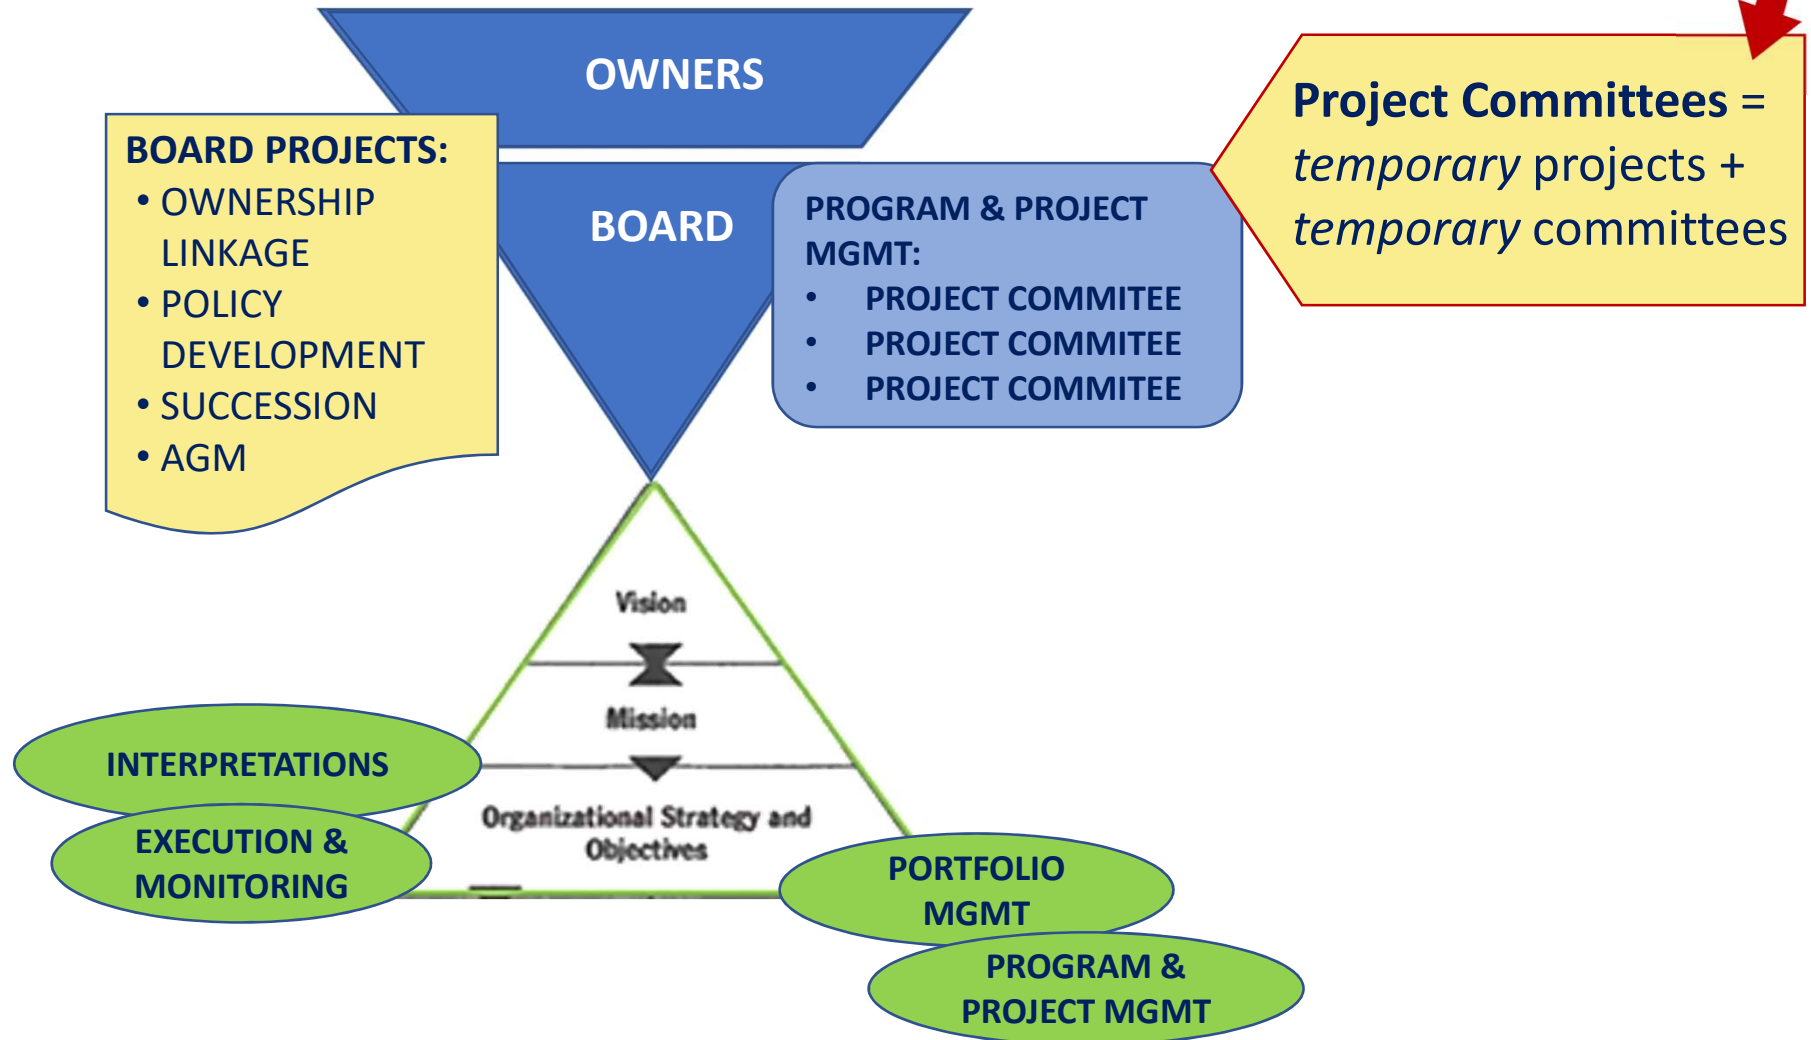 OWNERS
BOARD PROJECTS:
• OWNERSHIP
LINKAGE
• POLICY
DEVELOPMENT
• SUCCESSION
• AGM
BOARD
PROGRAM & PROJECT
MGMT:
• PROJECT COMMITEE
• PROJECT COMMITEE
• PROJECT COMMITEE
Project Committees =
temporary projects +
temporary committees
Vision
Mission
Organizational Strategy and
Objectives
INTERPRETATIONS
EXECUTION &
MONITORING
PORTFOLIO
MGMT
PROGRAM &
PROJECT MGMT